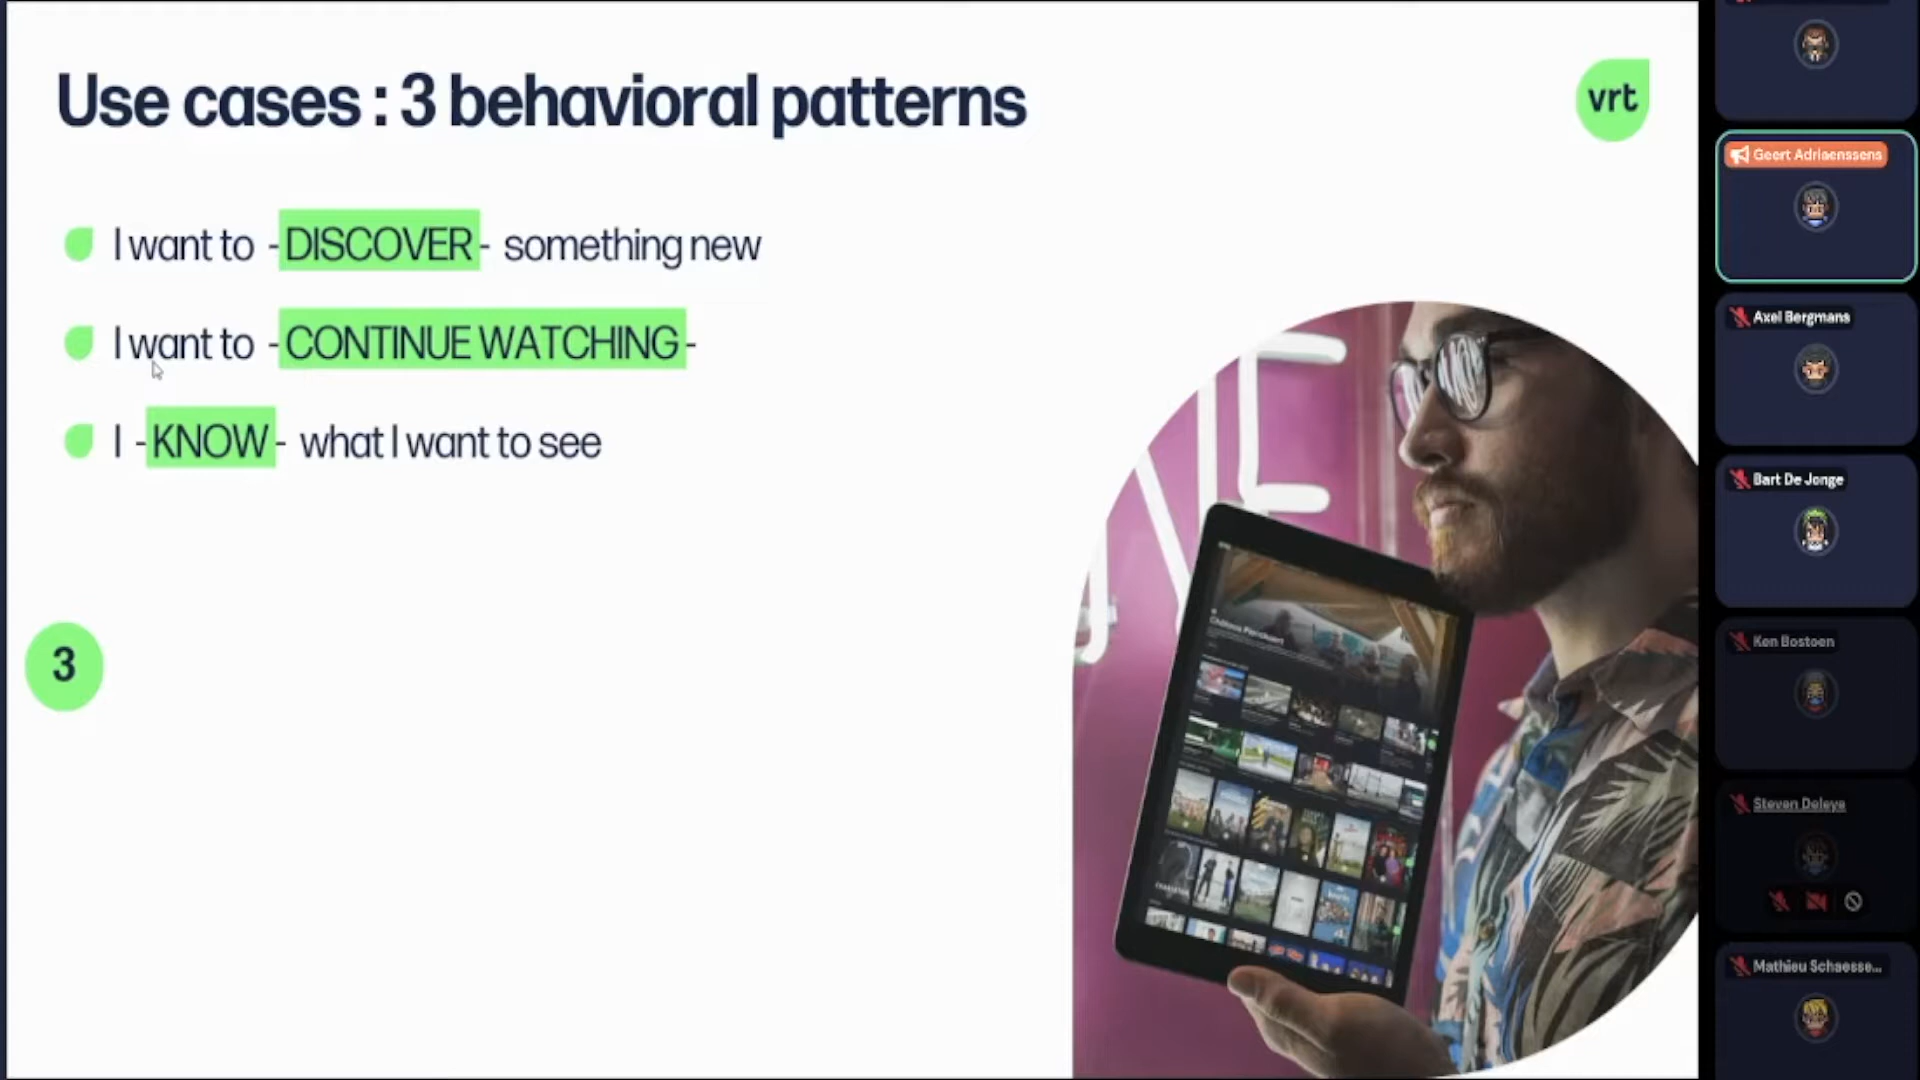 Use cases : 3 behavioral patterns
vrt
I want to -DISCOVER- something new
I want to -CONTINUE WATCHING-
I -KNOW- what I want to see
3
Geert Adriaenssens
Axel Bergmans
Bart De Jonge
Ken Bostoen
Steven Deleye
Mathieu Schaesse...